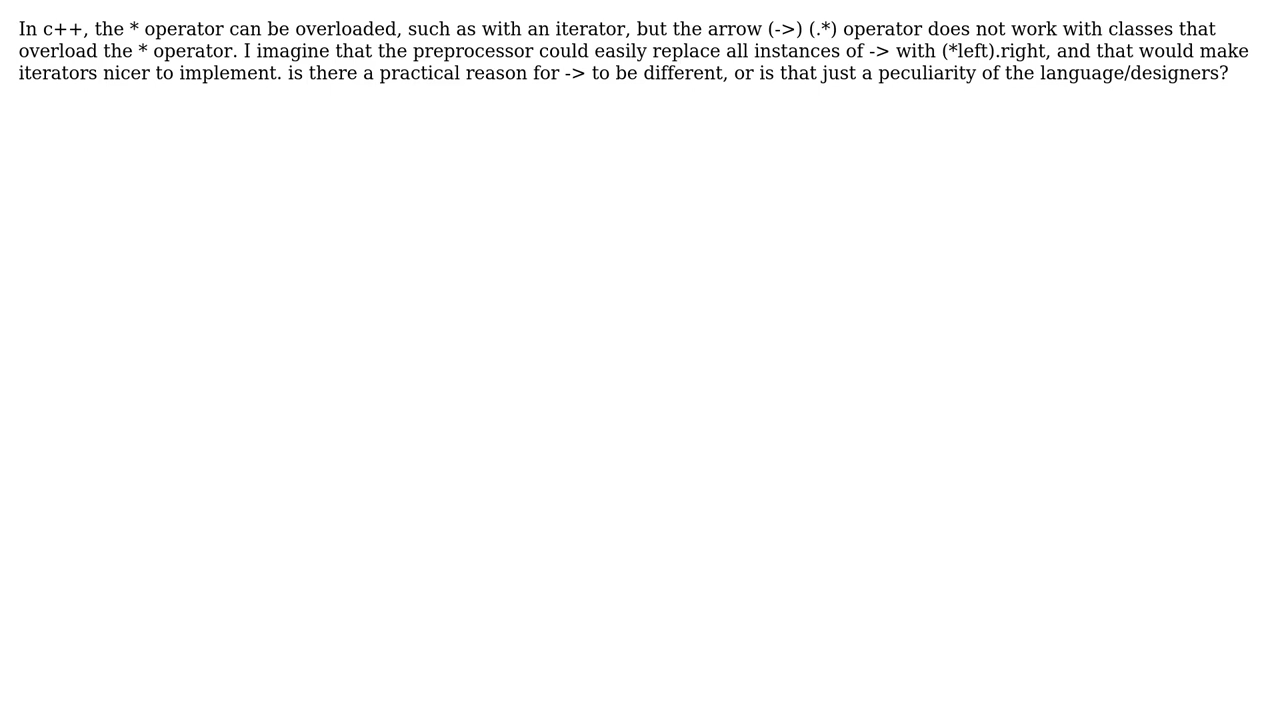 In c++, the * operator can be overloaded, such as with an iterator, but the arrow (->) (.*) operator does not work with classes that
overload the * operator. I imagine that the preprocessor could easily replace all instances of -> with (*left).right, and that would make
iterators nicer to implement. is there a practical reason for -> to be different, or is that just a peculiarity of the language/designers?